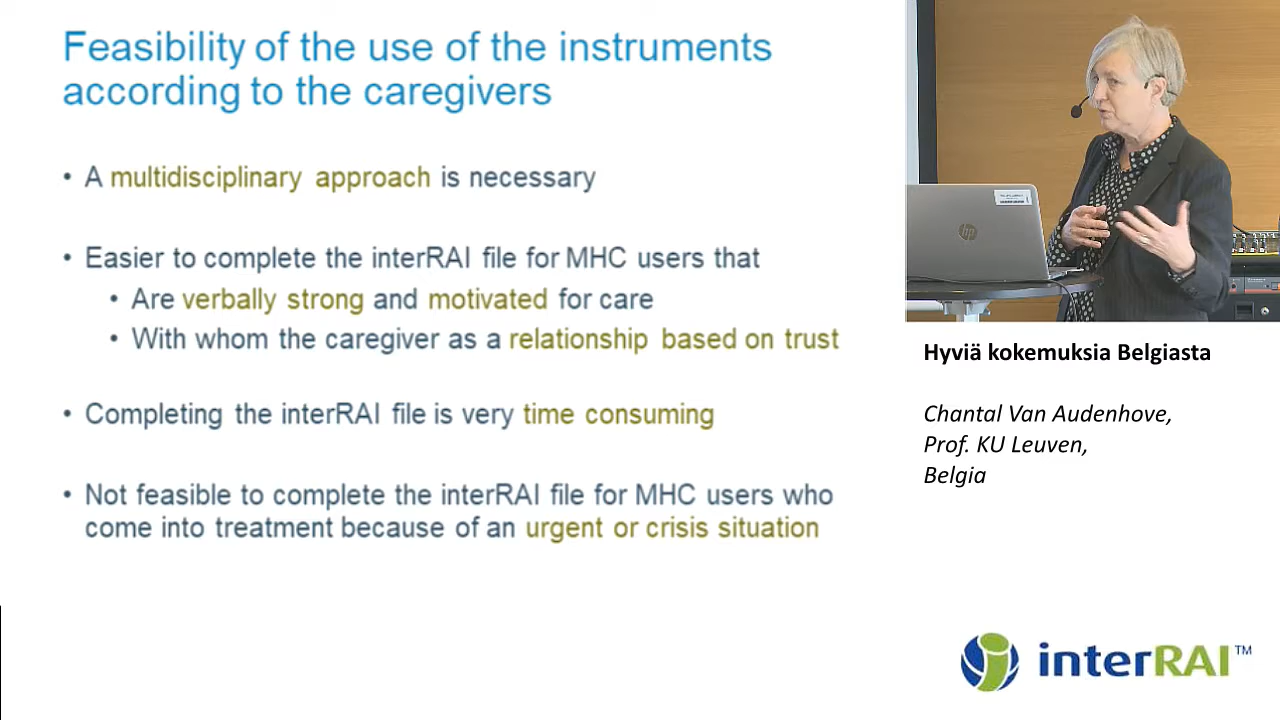 Feasibility of the use of the instruments
according to the caregivers
• A multidisciplinary approach is necessary
• Easier to complete the interRAI file for MHC users that
• Are verbally strong and motivated for care
• With whom the caregiver as a relationship based on trust
• Completing the interRAI file is very time consuming
• Not feasible to complete the interRAI file for MHC users who
come into treatment because of an urgent or crisis situation
hp
Hyviä kokemuksia Belgiasta
Chantal Van Audenhove,
Prof. KU Leuven,
Belgia
interRAI™